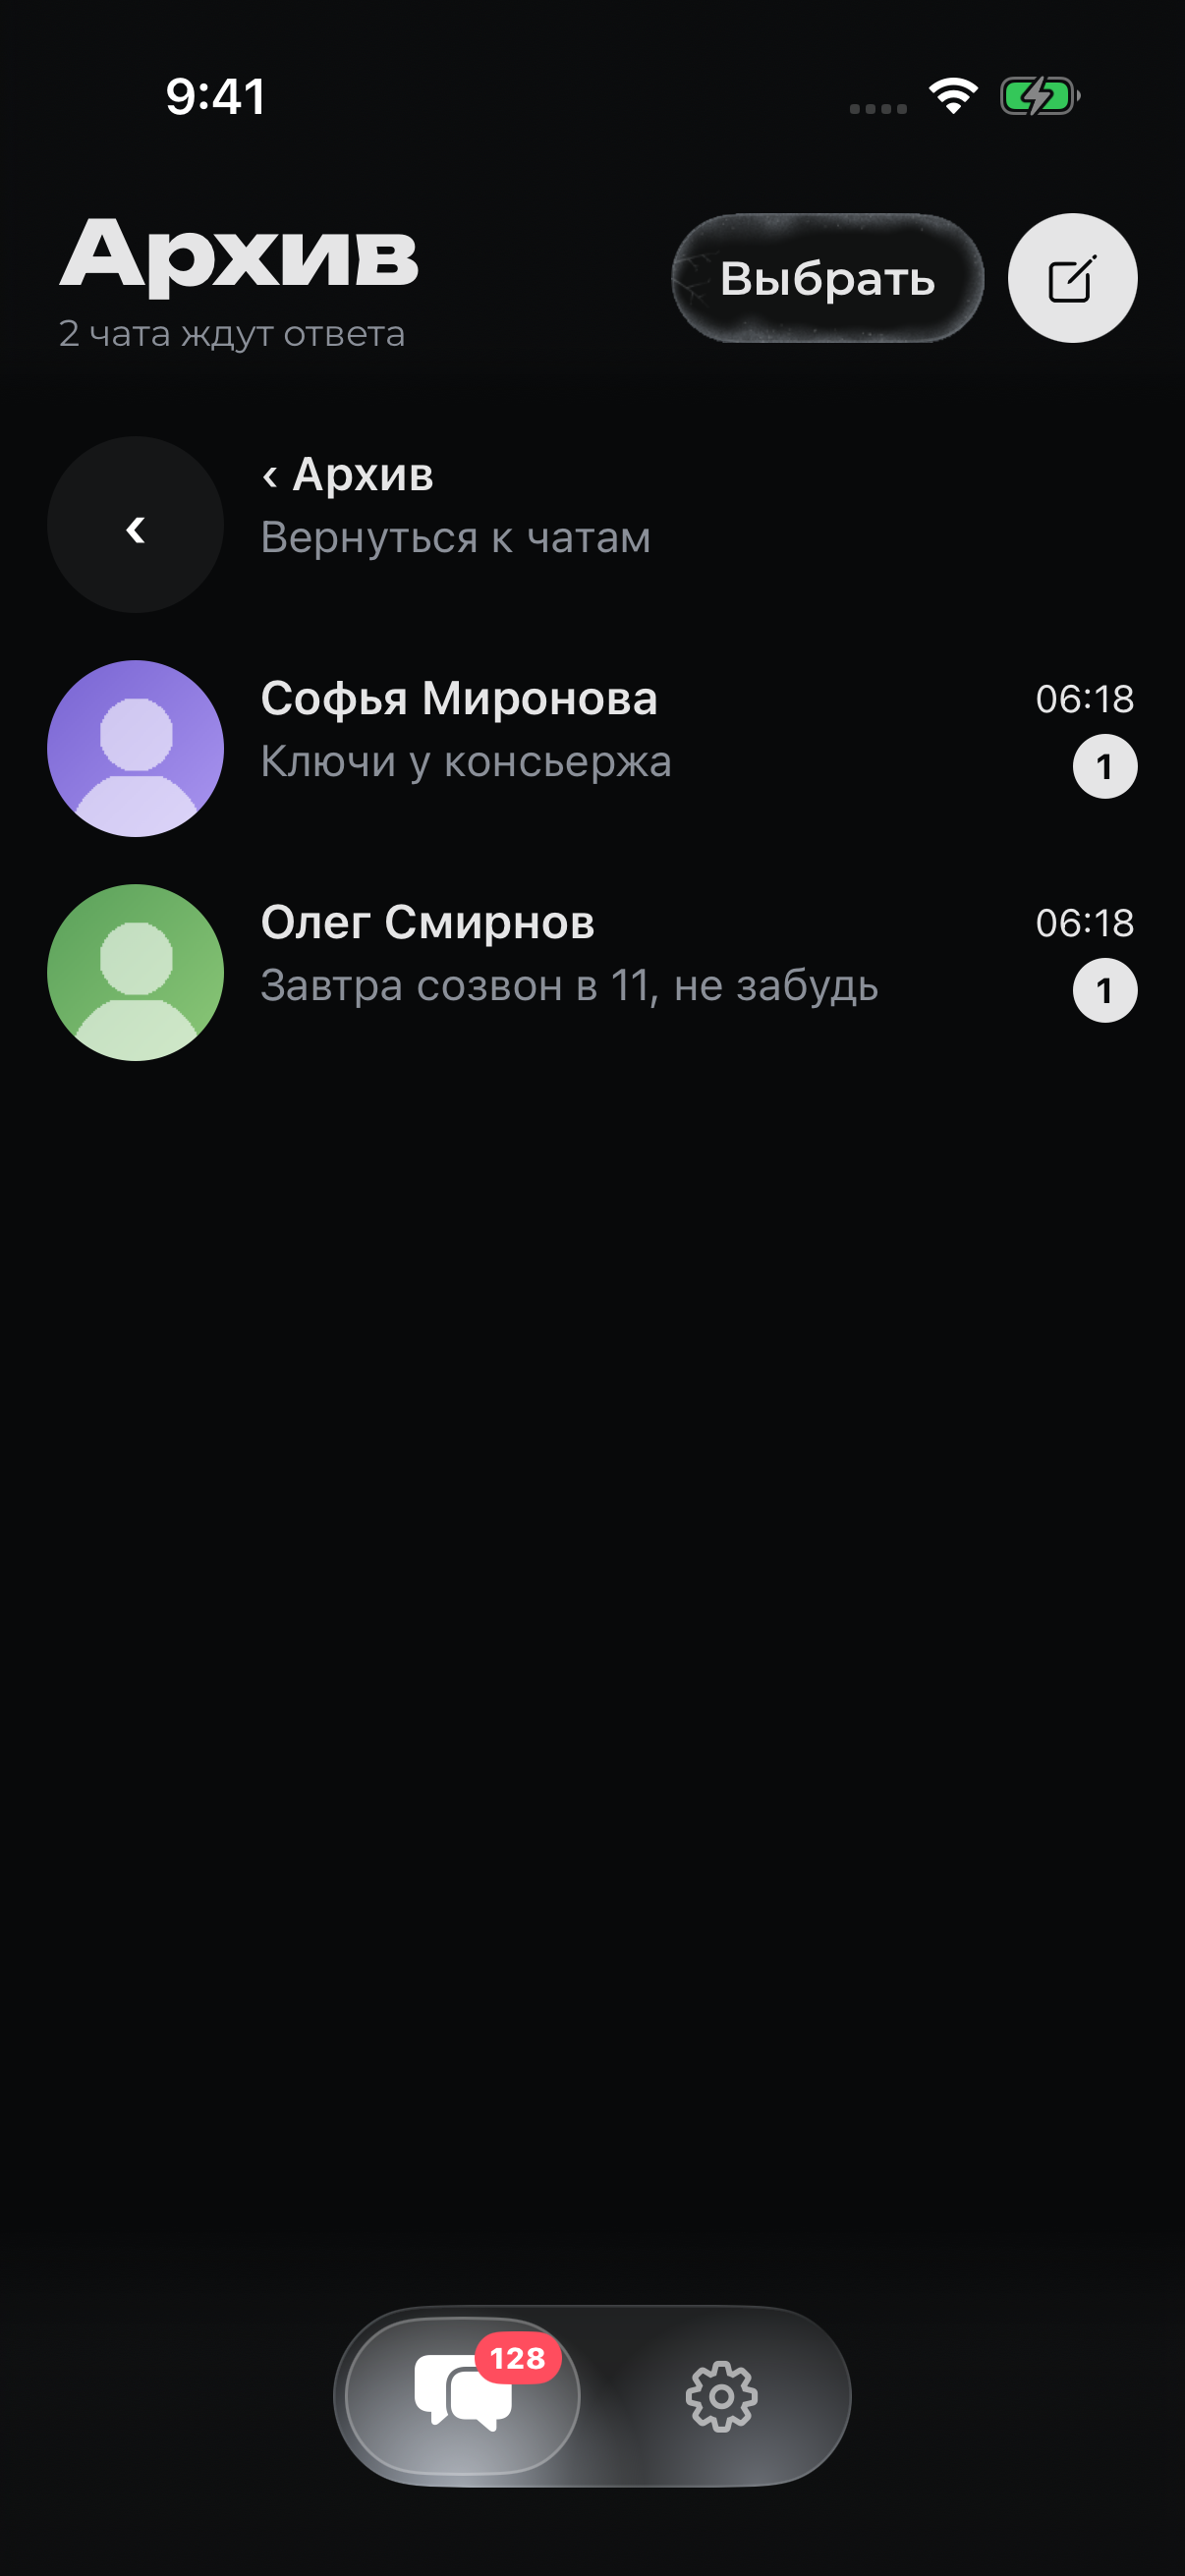 9:41
Архив
2 чата ждут ответа
Выбрать
‹
‹ Архив
Вернуться к чатам
Софья Миронова
06:18
Ключи у консьержа
1
Олег Смирнов
06:18
Завтра созвон в 11, не забудь
1
128